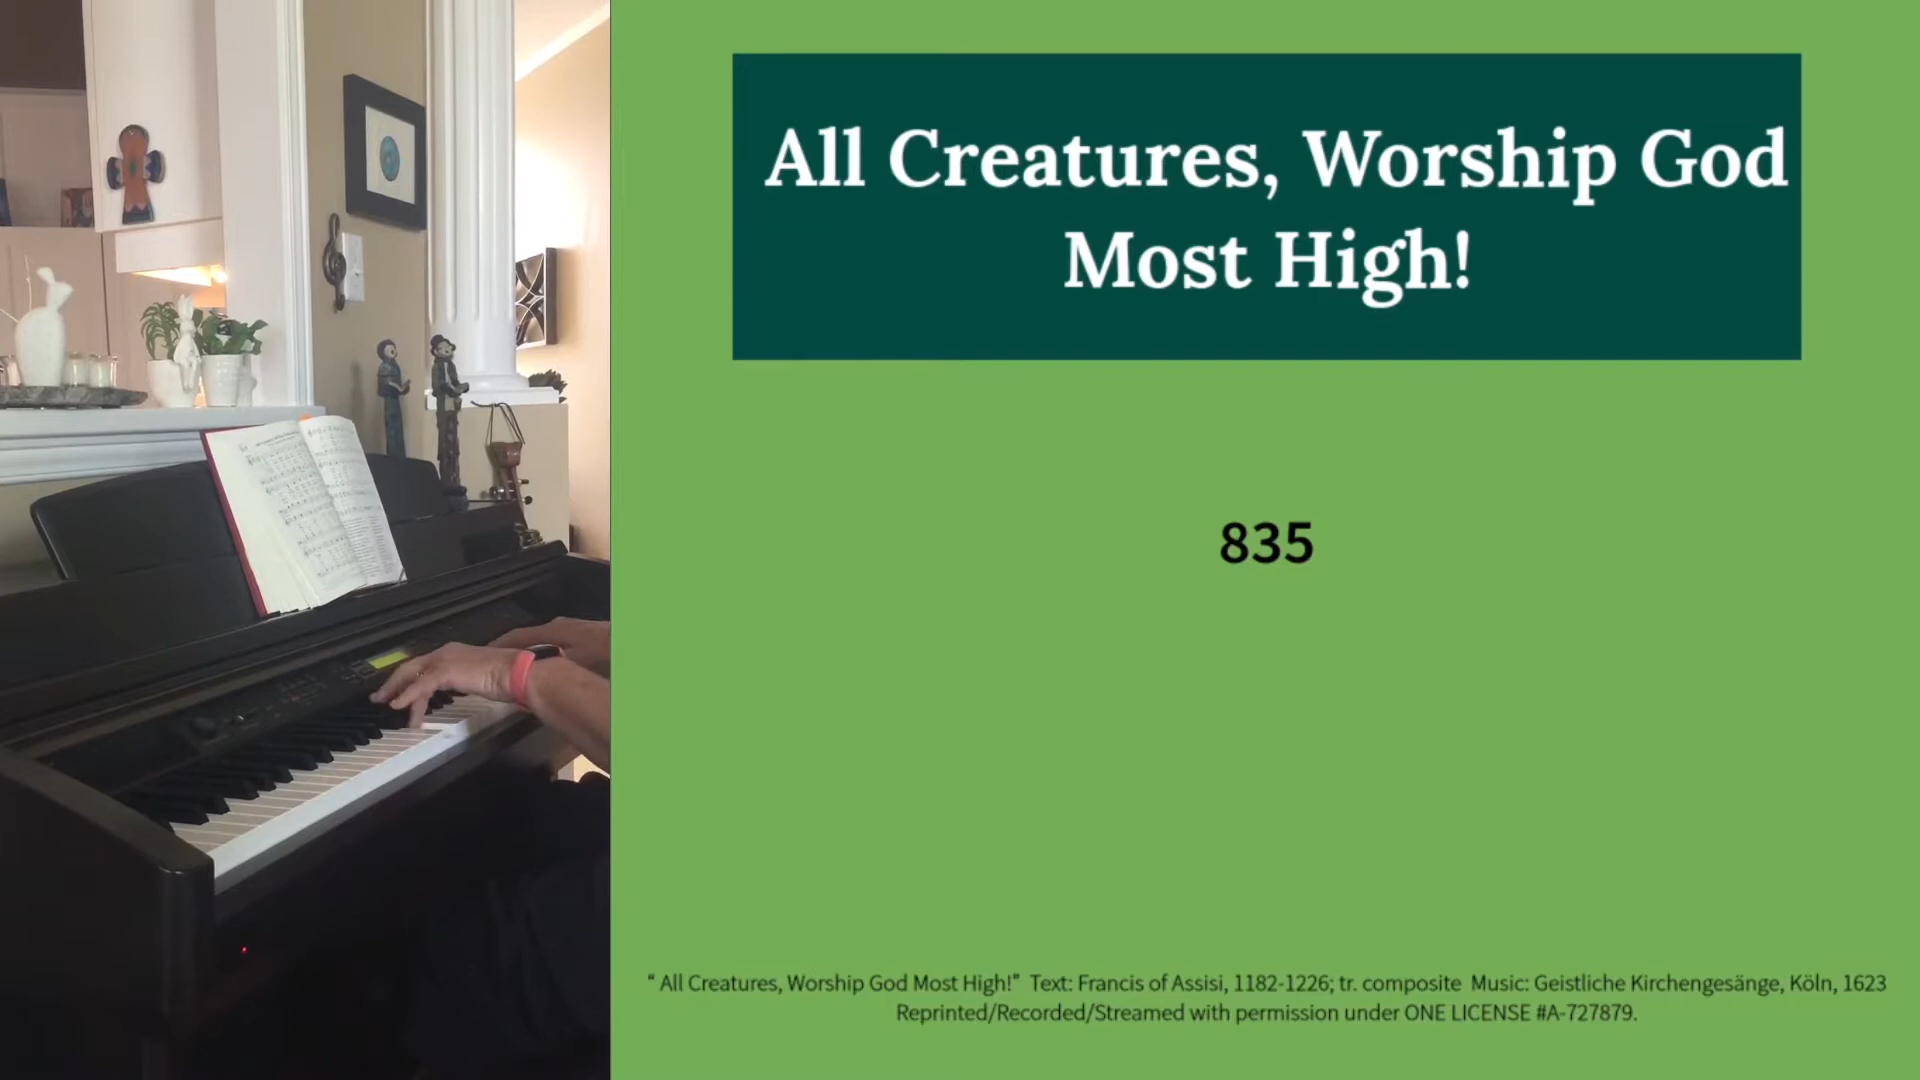 All Creatures, Worship God
Most High!
835
“ All Creatures, Worship God Most High!”  Text: Francis of Assisi, 1182-1226; tr. composite  Music: Geistliche Kirchengesänge, Köln, 1623
Reprinted/Recorded/Streamed with permission under ONE LICENSE #A-727879.